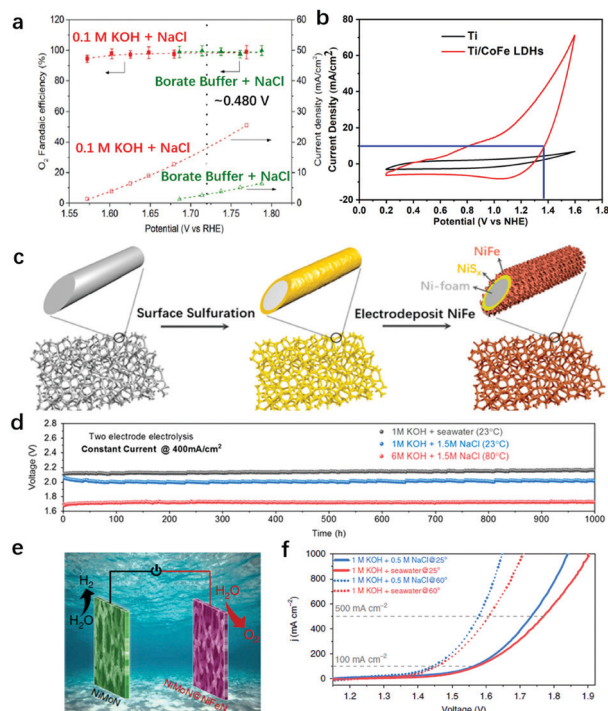 a
0.1 M KOH + NaCl
Borate Buffer + NaCl
~0.480 V
0.1 M KOH + NaCl
Borate Buffer + NaCl
O₂ Faradaic efficiency (%)
120
100
80
60
40
20
0
60
50
40
30
20
10
0
Current density (mA/cm²)
1.55 1.60 1.65 1.70 1.75 1.80
Potential (V vs RHE)
b
Ti
Ti/CoFe LDHs
Current Density (mA/cm²)
80
60
40
20
0
-20
0.0 0.2 0.4 0.6 0.8 1.0 1.2 1.4 1.6 1.8
Potential (V vs NHE)
c
Surface Sulfuration
Electrodeposit NiFe
NiFe
NiSₓ
Ni-foam
d
Two electrode electrolysis
Constant Current @ 400mA/cm²
1M KOH + seawater (23°C)
1M KOH + 1.5M NaCl (23°C)
6M KOH + 1.5M NaCl (80°C)
Voltage (V)
2.8
2.6
2.4
2.2
2.0
1.8
1.6
0 100 200 300 400 500 600 700 800 900 1000
Time (h)
e
H₂
H₂O
H₂O
O₂
NiMoN
NiMoN@NiFeN
f
1 M KOH + 0.5 M NaCl@25°
1 M KOH + seawater@25°
1 M KOH + 0.5 M NaCl@60°
1 M KOH + seawater@60°
500 mA cm⁻²
100 mA cm⁻²
j (mA cm⁻²)
1000
800
600
400
200
0
1.2 1.3 1.4 1.5 1.6 1.7 1.8 1.9
Voltage (V)